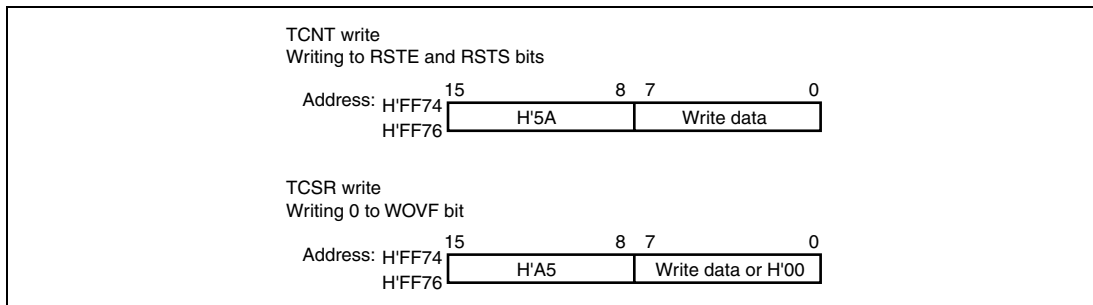 TCNT write
Writing to RSTE and RSTS bits
15 8 7 0
Address: H'FF74
H'5A Write data
H'FF76
TCSR write
Writing 0 to WOVF bit
15 8 7 0
Address: H'FF74
H'A5 Write data or H'00
H'FF76